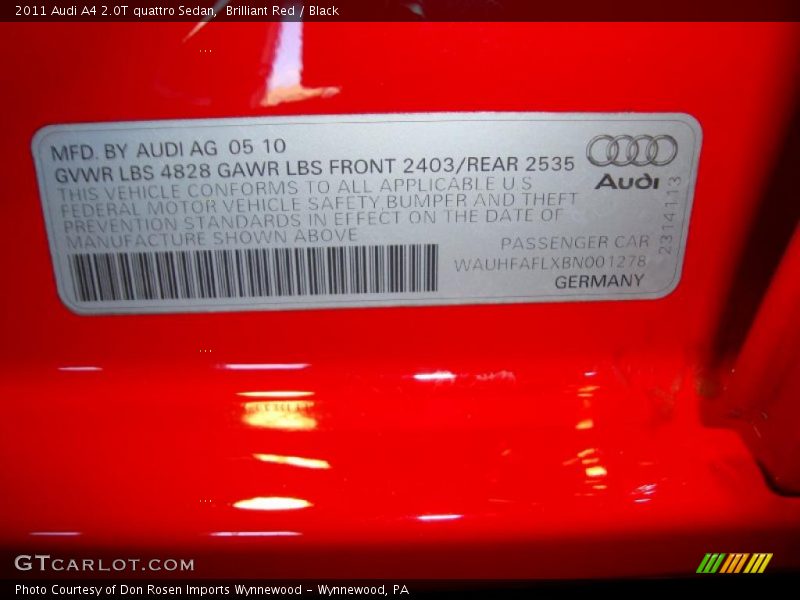 2011 Audi A4 2.0T quattro Sedan,  Brilliant Red / Black
MFD. BY AUDI AG 05 10
GVWR LBS 4828 GAWR LBS FRONT 2403/REAR 2535
THIS VEHICLE CONFORMS TO ALL APPLICABLE U S
FEDERAL MOTOR VEHICLE SAFETY BUMPER AND THEFT
PREVENTION STANDARDS IN EFFECT ON THE DATE OF
MANUFACTURE SHOWN ABOVE
Audi
2314113
PASSENGER CAR
WAUHFAFLXBN001278
GERMANY
GTCARLOT.COM
Photo Courtesy of Don Rosen Imports Wynnewood - Wynnewood, PA